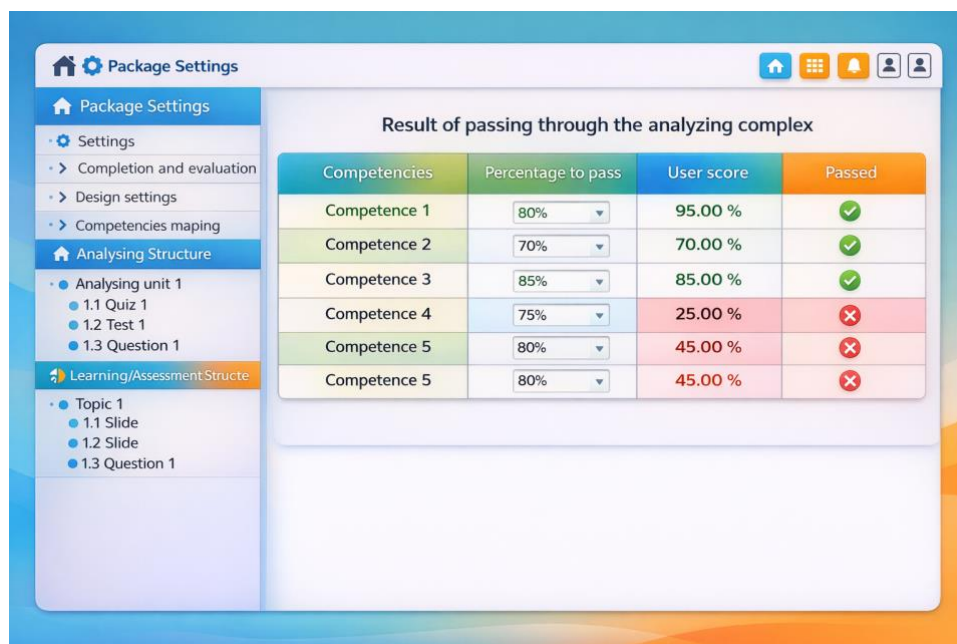 Package Settings
Package Settings
Settings
Completion and evaluation
Design settings
Competencies maping
Analysing Structure
Analysing unit 1
1.1 Quiz 1
1.2 Test 1
1.3 Question 1
Learning/Assessment Structe
Topic 1
1.1 Slide
1.2 Slide
1.3 Question 1
Result of passing through the analyzing complex
Competencies Percentage to pass User score Passed
Competence 1 80% 95.00 %
Competence 2 70% 70.00 %
Competence 3 85% 85.00 %
Competence 4 75% 25.00 %
Competence 5 80% 45.00 %
Competence 5 80% 45.00 %